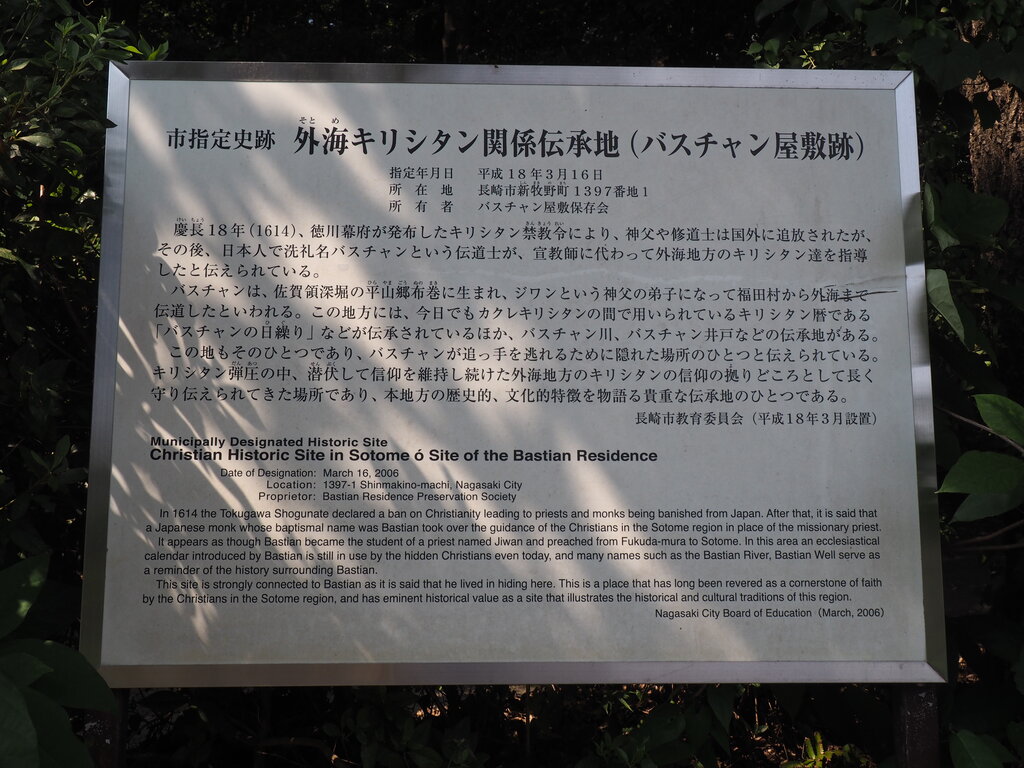 そと め
市指定史跡 外海キリシタン関係伝承地（バスチャン屋敷跡）
指定年月日 平成18年3月16日
所在地 長崎市新牧野町1397番地1
所有者 バスチャン屋敷保存会
けい ちょう きん きょう れい
慶長18年（1614）、徳川幕府が発布したキリシタン禁教令により、神父や修道士は国外に追放されたが、
その後、日本人で洗礼名バスチャンという伝道士が、宣教師に代わって外海地方のキリシタン達を指導
したと伝えられている。
ひら やま ごう ぬの まき
バスチャンは、佐賀領深堀の平山郷布巻に生まれ、ジワンという神父の弟子になって福田村から外海まで
伝道したといわれる。この地方には、今日でもカクレキリシタンの間で用いられているキリシタン暦である
「バスチャンの日繰り」などが伝承されているほか、バスチャン川、バスチャン井戸などの伝承地がある。
この地もそのひとつであり、バスチャンが追っ手を逃れるために隠れた場所のひとつと伝えられている。
だん あつ せん ぷく よ
キリシタン弾圧の中、潜伏して信仰を維持し続けた外海地方のキリシタンの信仰の拠りどころとして長く
守り伝えられてきた場所であり、本地方の歴史的、文化的特徴を物語る貴重な伝承地のひとつである。
長崎市教育委員会（平成18年3月設置）
Municipally Designated Historic Site
Christian Historic Site in Sotome ó Site of the Bastian Residence
Date of Designation: March 16, 2006
Location: 1397-1 Shinmakino-machi, Nagasaki City
Proprietor: Bastian Residence Preservation Society
In 1614 the Tokugawa Shogunate declared a ban on Christianity leading to priests and monks being banished from Japan. After that, it is said that
a Japanese monk whose baptismal name was Bastian took over the guidance of the Christians in the Sotome region in place of the missionary priest.
It appears as though Bastian became the student of a priest named Jiwan and preached from Fukuda-mura to Sotome. In this area an ecclesiastical
calendar introduced by Bastian is still in use by the hidden Christians even today, and many names such as the Bastian River, Bastian Well serve as
a reminder of the history surrounding Bastian.
This site is strongly connected to Bastian as it is said that he lived in hiding here. This is a place that has long been revered as a cornerstone of faith
by the Christians in the Sotome region, and has eminent historical value as a site that illustrates the historical and cultural traditions of this region.
Nagasaki City Board of Education (March, 2006)